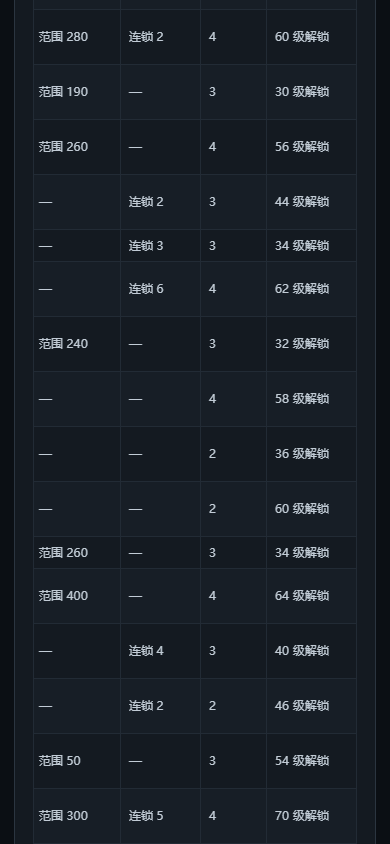 范围 280 连锁 2 4 60 级解锁
范围 190 — 3 30 级解锁
范围 260 — 4 56 级解锁
— 连锁 2 3 44 级解锁
— 连锁 3 3 34 级解锁
— 连锁 6 4 62 级解锁
范围 240 — 3 32 级解锁
— — 4 58 级解锁
— — 2 36 级解锁
— — 2 60 级解锁
范围 260 — 3 34 级解锁
范围 400 — 4 64 级解锁
— 连锁 4 3 40 级解锁
— 连锁 2 2 46 级解锁
范围 50 — 3 54 级解锁
范围 300 连锁 5 4 70 级解锁